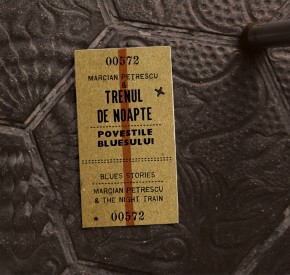 00572
MARCIAN PETRESCU
&
TRENUL
DE NOAPTE
POVESTILE
BLUESULUI
BLUES STORIES
MARCIAN PETRESCU
& THE NIGHT TRAIN
00572